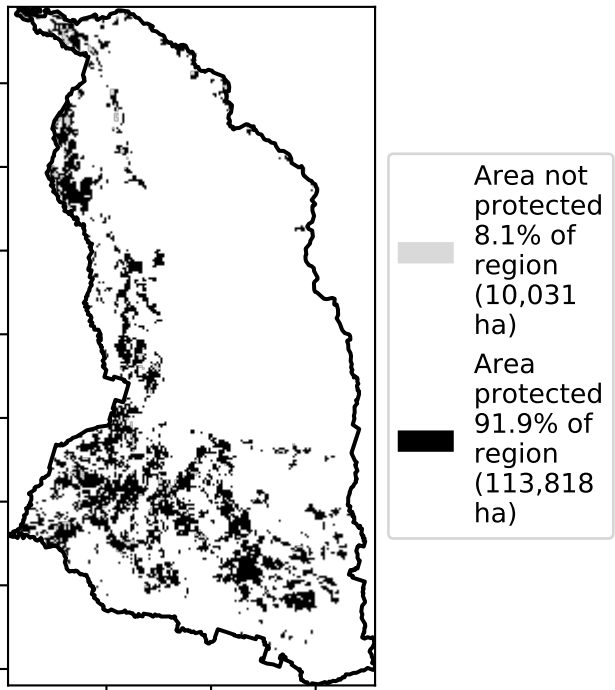 Area not
protected
8.1% of
region
(10,031
ha)
Area
protected
91.9% of
region
(113,818
ha)